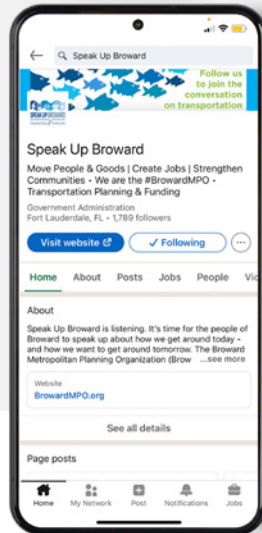 Speak Up Broward
Follow us
to join the
conversation
on transportation
SPEAK UP BROWARD
Speak Up Broward
Move People & Goods | Create Jobs | Strengthen
Communities • We are the #BrowardMPO •
Transportation Planning & Funding
Government Administration
Fort Lauderdale, FL • 1,789 followers
Visit website
✓ Following
Home About Posts Jobs People Vid
About
Speak Up Broward is listening. It's time for the people of
Broward to speak up about how we get around today -
and how we want to get around tomorrow. The Broward
Metropolitan Planning Organization (Brow ...see more
Website
BrowardMPO.org
See all details
Page posts
Home My Network Post Notifications Jobs